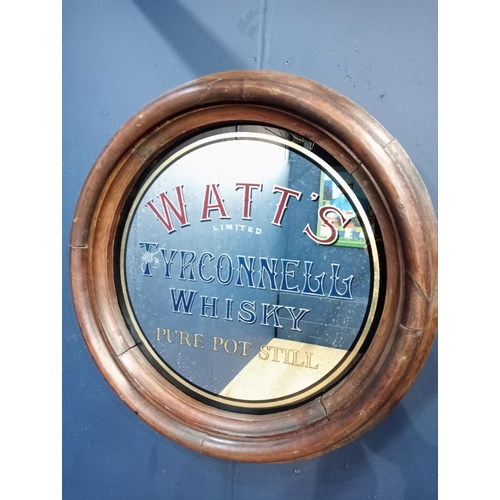 WATT'S
LIMITED
TYRCONNELL
WHISKY
PURE POT STILL